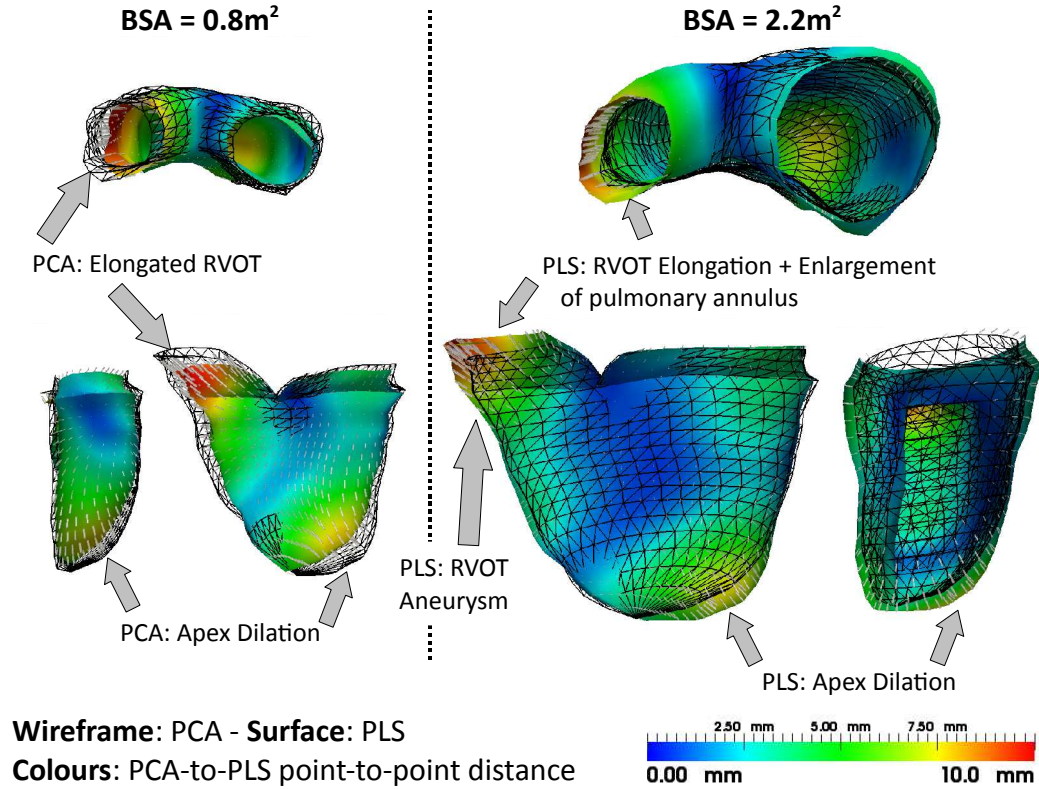 BSA = 0.8m²
BSA = 2.2m²
PCA: Elongated RVOT
PLS: RVOT Elongation + Enlargement
of pulmonary annulus
PLS: RVOT
Aneurysm
PCA: Apex Dilation
PLS: Apex Dilation
Wireframe: PCA - Surface: PLS
Colours: PCA-to-PLS point-to-point distance
2.50 mm 5.00 mm 7.50 mm
0.00 mm 10.0 mm